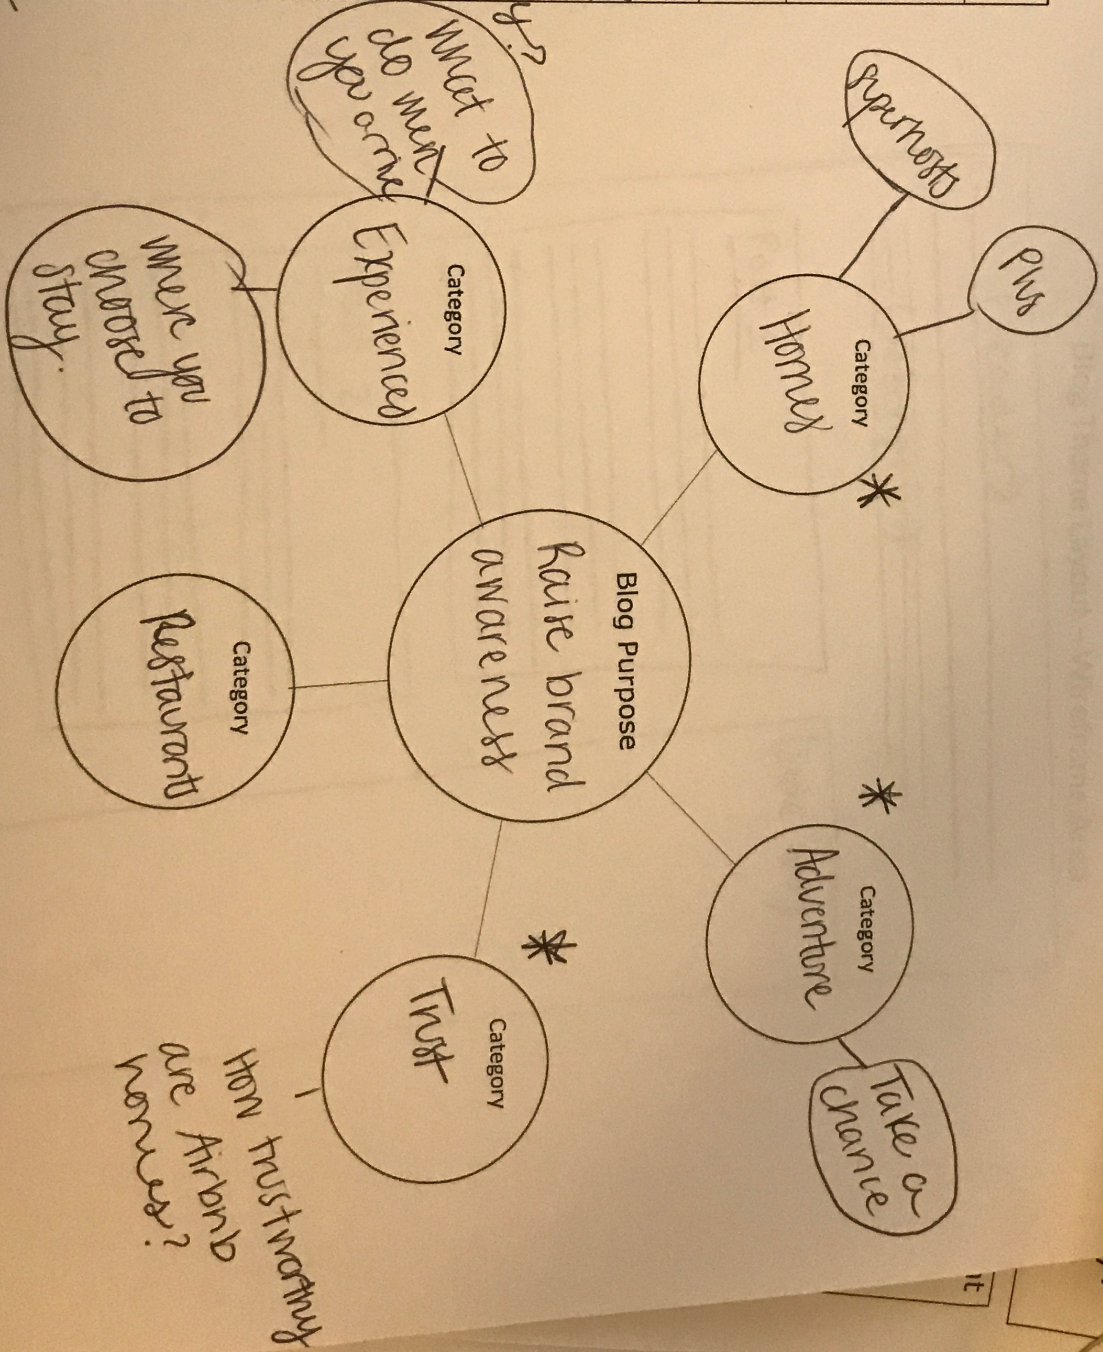 superhosts
Plus
Category
Homes
*
*
Category
Adventure
Take a
chance
Blog Purpose
Raise brand
awareness
y?
what to
do when
you arrive
Category
Experiences
where you
choose to
stay.
Category
Restaurants
*
Category
Trust
How trustworthy
are Airbnb
homes?